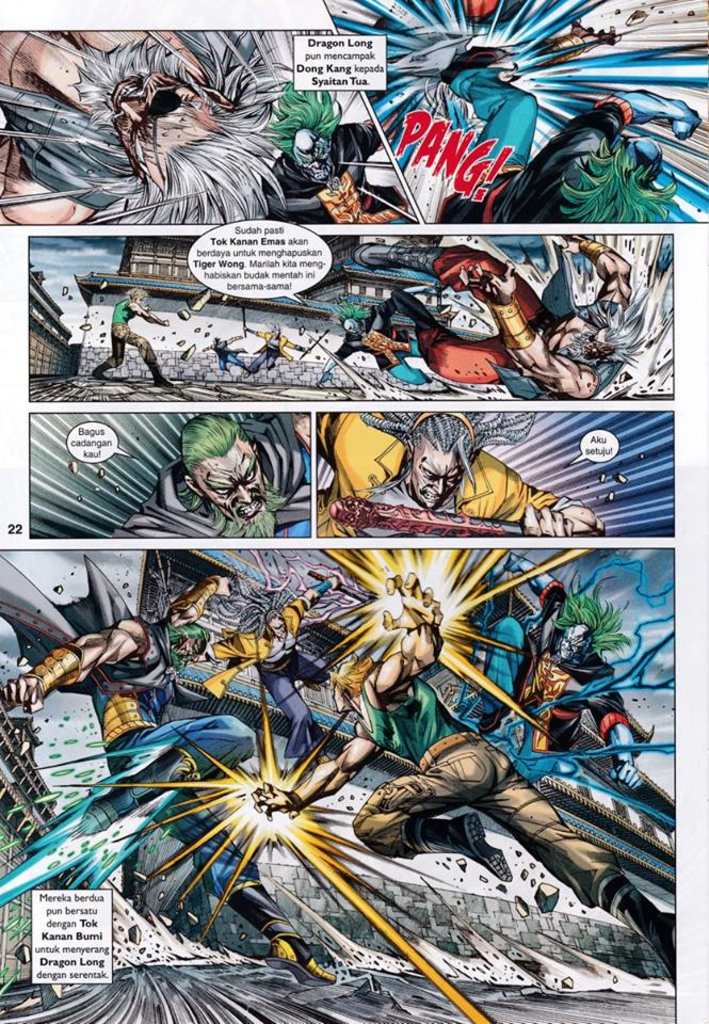 Dragon Long
pun mencampak
Dong Kang kepada
Syaitan Tua.
PANG!
Sudah pasti
Tok Kanan Emas akan
berdaya untuk menghapuskan
Tiger Wong. Marilah kita meng-
habiskan budak mentah ini
bersama-sama!
Bagus
cadangan
kau!
Aku
setuju!
22
Mereka berdua
pun bersatu
dengan Tok
Kanan Bumi
untuk menyerang
Dragon Long
dengan serentak.